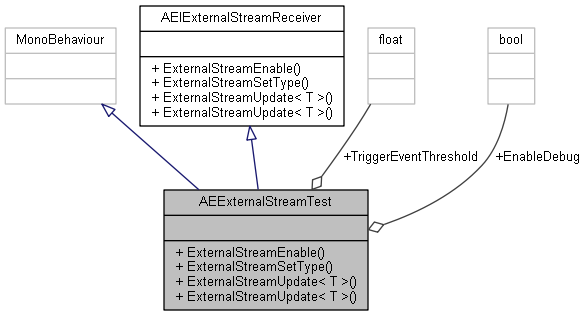 AEIExternalStreamReceiver
+ ExternalStreamEnable()
+ ExternalStreamSetType()
+ ExternalStreamUpdate< T >()
+ ExternalStreamUpdate< T >()
MonoBehaviour
float
bool
+TriggerEventThreshold
+EnableDebug
AEExternalStreamTest
+ ExternalStreamEnable()
+ ExternalStreamSetType()
+ ExternalStreamUpdate< T >()
+ ExternalStreamUpdate< T >()